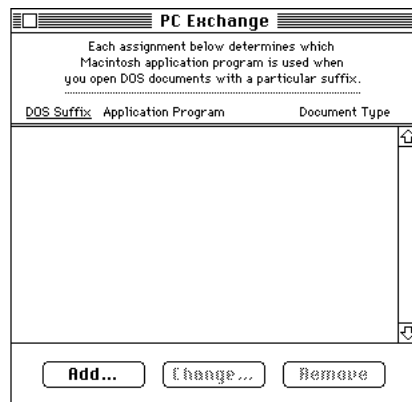 PC Exchange
Each assignment below determines which
Macintosh application program is used when
you open DOS documents with a particular suffix.
DOS Suffix Application Program Document Type
Add... Change... Remove